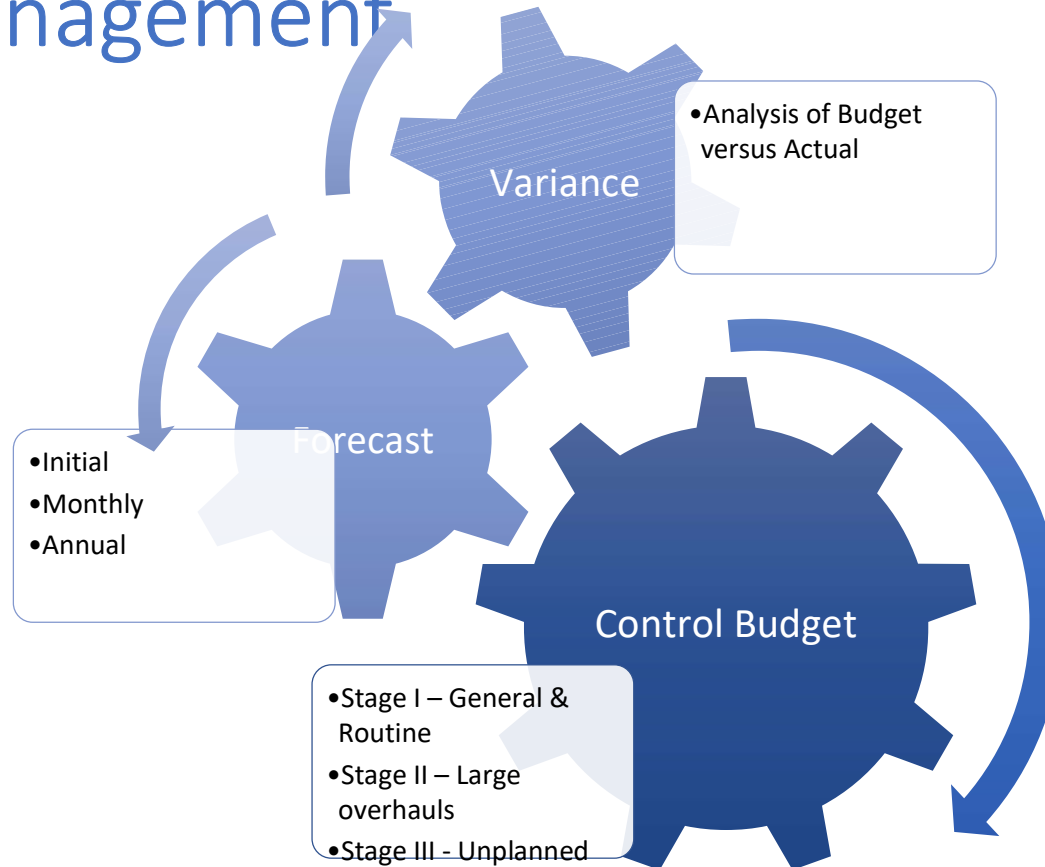 nagement
•Analysis of Budget
versus Actual
Variance
Forecast
•Initial
•Monthly
•Annual
Control Budget
•Stage I – General &
Routine
•Stage II – Large
overhauls
•Stage III - Unplanned